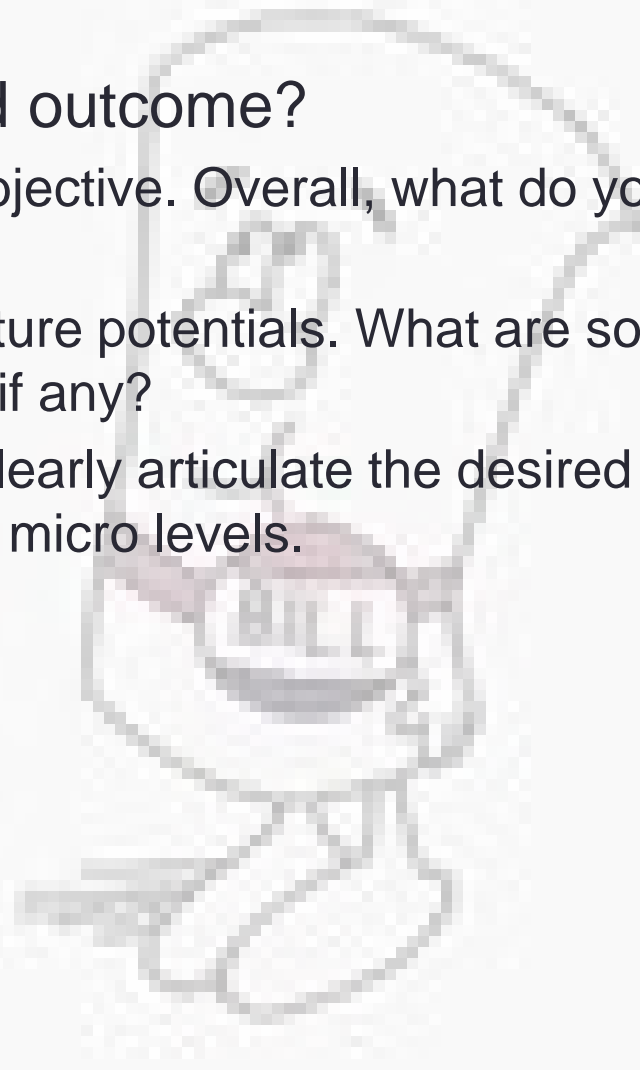 outcome?
ojective. Overall, what do yo
ture potentials. What are so
if any?
learly articulate the desired
micro levels.
BILL